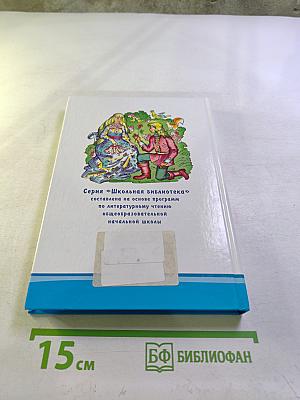 Серия «Школьная библиотека»
составлена на основе программ
по литературному чтению
общеобразовательной
начальной школы
15 см
БФ БИБЛИОФАН